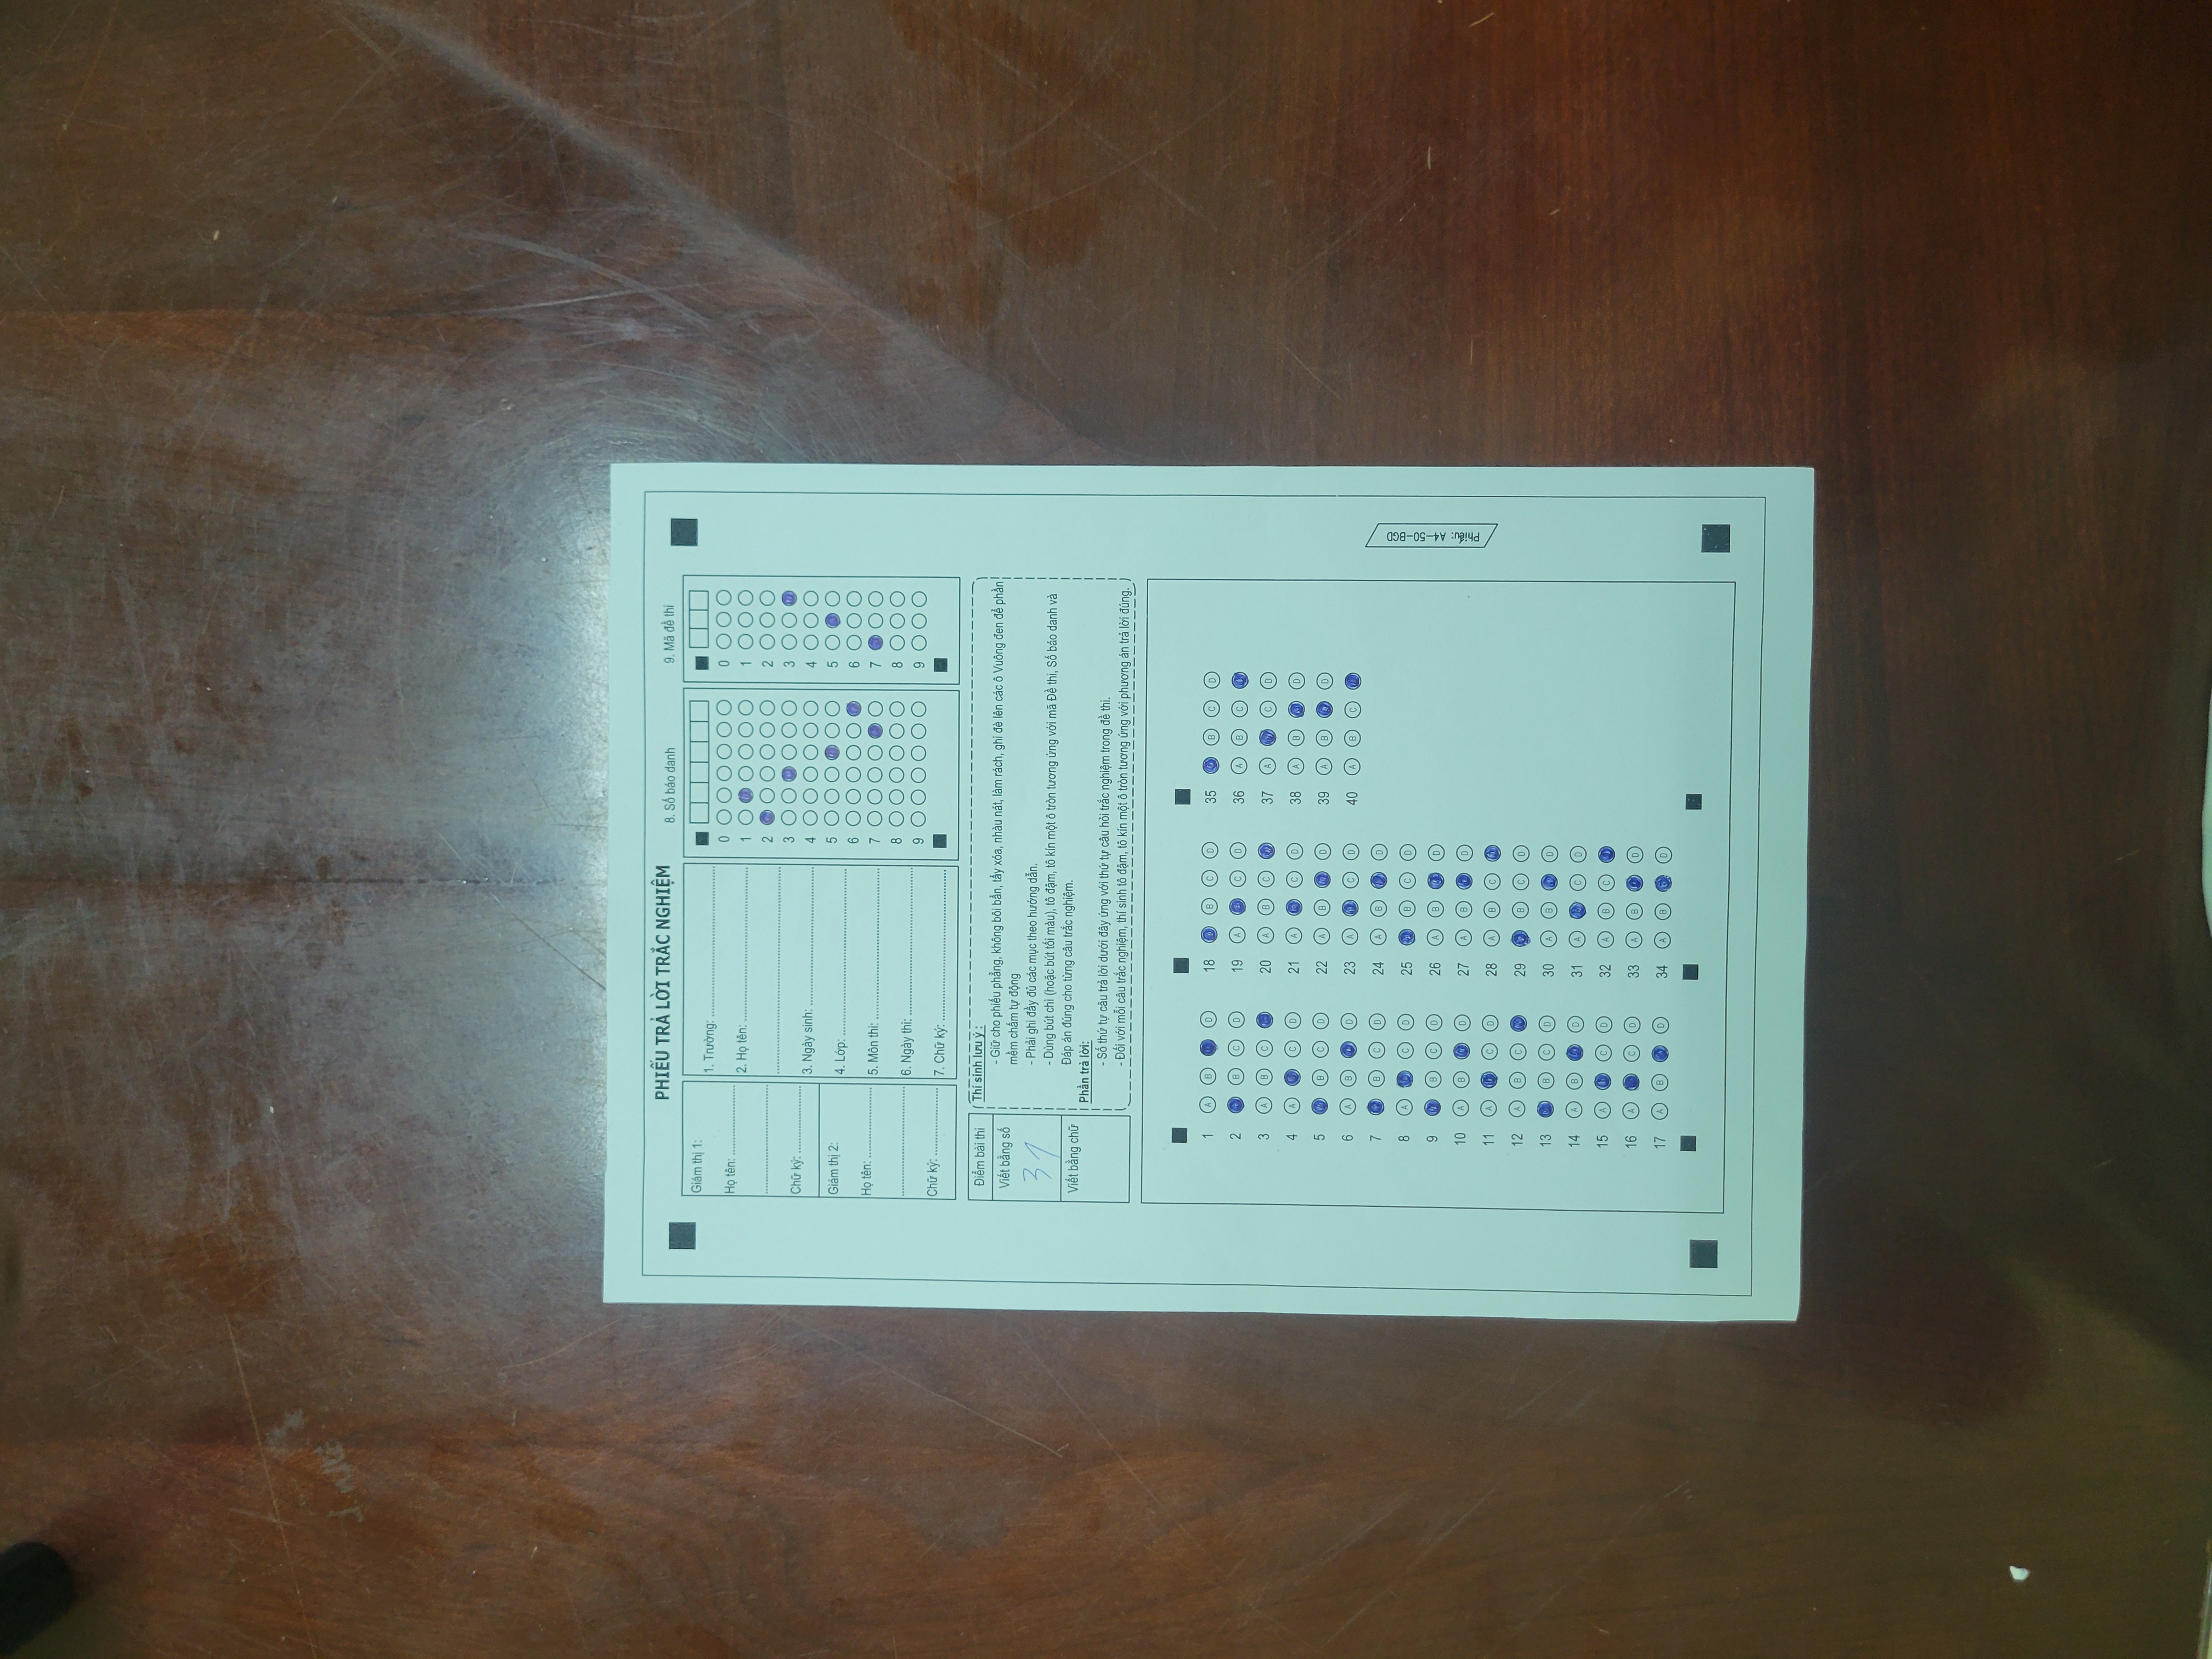 PHIẾU TRẢ LỜI TRẮC NGHIỆM
8. Số báo danh
9. Mã đề thi
Giám thị 1:
Họ tên:
Chữ ký:
Giám thị 2:
Họ tên:
Chữ ký:
1. Trường:
2. Họ tên:
3. Ngày sinh:
4. Lớp:
5. Môn thi:
6. Ngày thi:
7. Chữ ký:
0 0
1 1
2 2
3 3
4 4
5 5
6 6
7 7
8 8
9 9
Điểm bài thi
Viết bằng số
31
Viết bằng chữ
Thí sinh lưu ý :
- Giữ cho phiếu phẳng, không bôi bẩn, tẩy xóa, nhàu nát, làm rách, ghi đè lên các ô Vuông đen để phần
mềm chấm tự động
- Phải ghi đầy đủ các mục theo hướng dẫn.
- Dùng bút chì (hoặc bút tối màu), tô đậm, tô kín một ô tròn tương ứng với mã Đề thi, Số báo danh và
Đáp án đúng cho từng câu trắc nghiệm.
Phần trả lời:
- Số thứ tự câu trả lời dưới đây ứng với thứ tự câu hỏi trắc nghiệm trong đề thi.
- Đối với mỗi câu trắc nghiệm, thí sinh tô đậm, tô kín một ô tròn tương ứng với phương án trả lời đúng.
1 A B D
2 B C D
3 A B C
4 A C D
5 B C D
6 A B D
7 B C D
8 A C D
9 B C D
10 A B D
11 A C D
12 A B C
13 B C D
14 A B D
15 A C D
16 A C D
17 A B D
18 B C D
19 A C D
20 A B C
21 A C D
22 A B D
23 A C D
24 A B D
25 B C D
26 A B D
27 A B D
28 A B C
29 B C D
30 A B D
31 A C D
32 A B C
33 A B D
34 A B D
35 B C D
36 A B C
37 A C D
38 A B D
39 A B D
40 A B C
Phiếu: A4-50-BGD